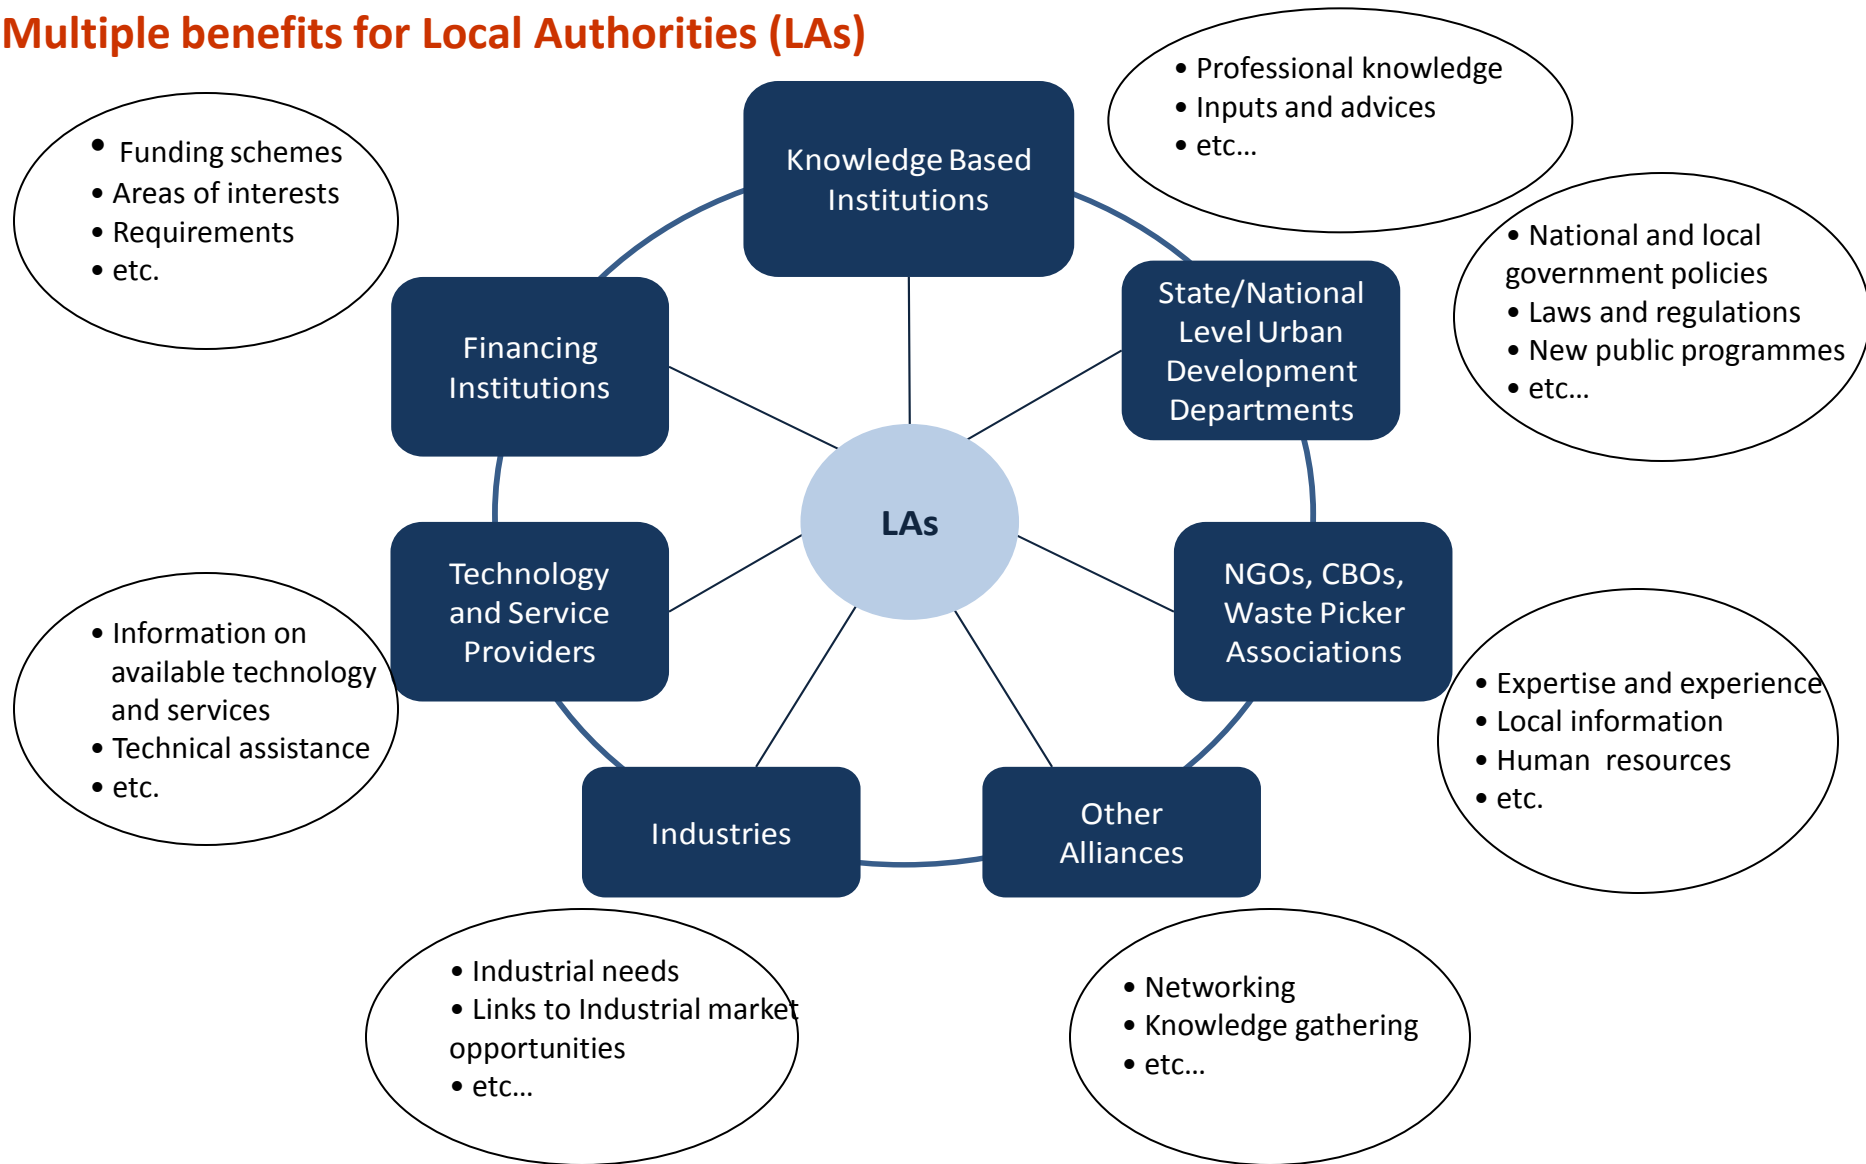 Multiple benefits for Local Authorities (LAs)
• Professional knowledge
• Inputs and advices
• etc...
• Funding schemes
• Areas of interests
• Requirements
• etc.
Knowledge Based
Institutions
• National and local
government policies
• Laws and regulations
• New public programmes
• etc...
State/National
Level Urban
Development
Departments
Financing
Institutions
LAs
Technology
and Service
Providers
NGOs, CBOs,
Waste Picker
Associations
• Information on
available technology
and services
• Technical assistance
• etc.
• Expertise and experience
• Local information
• Human  resources
• etc.
Industries
Other
Alliances
• Industrial needs
• Links to Industrial market
opportunities
• etc...
• Networking
• Knowledge gathering
• etc...